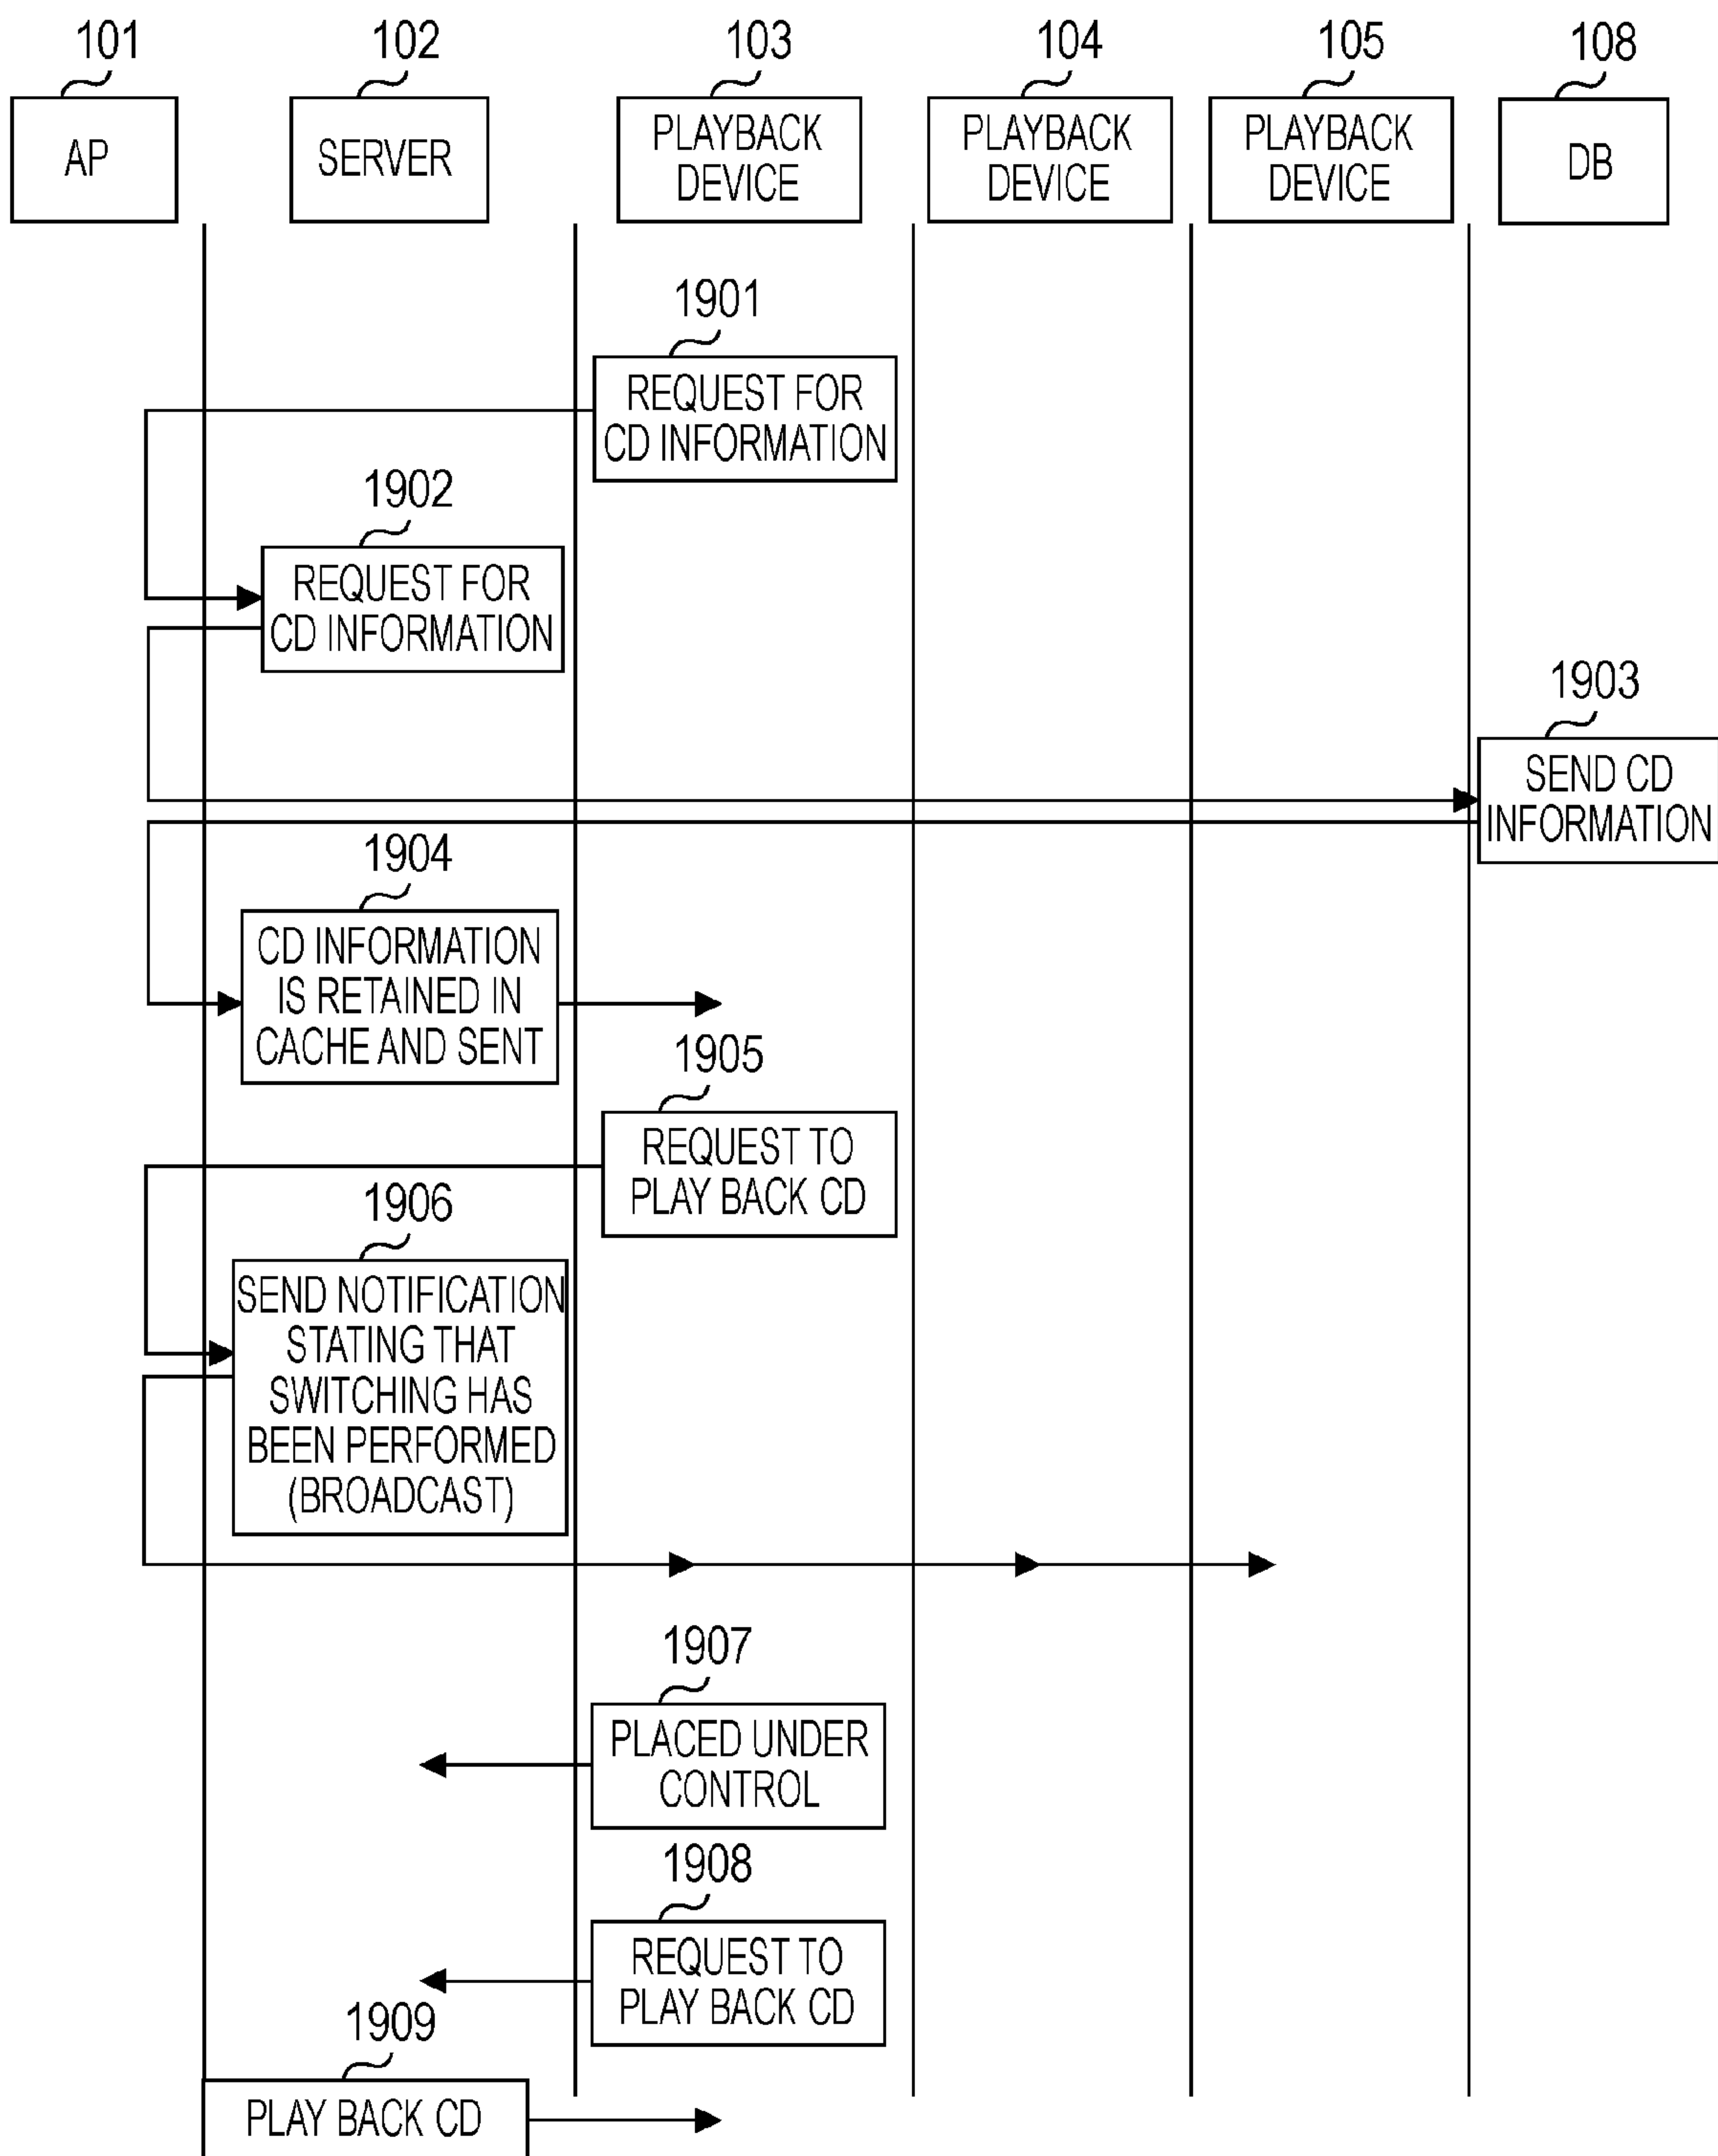 101
102
103
104
105
108
AP
SERVER
PLAYBACK
DEVICE
PLAYBACK
DEVICE
PLAYBACK
DEVICE
DB
1901
REQUEST FOR
CD INFORMATION
1902
REQUEST FOR
CD INFORMATION
1903
SEND CD
INFORMATION
1904
CD INFORMATION
IS RETAINED IN
CACHE AND SENT
1905
REQUEST TO
PLAY BACK CD
1906
SEND NOTIFICATION
STATING THAT
SWITCHING HAS
BEEN PERFORMED
(BROADCAST)
1907
PLACED UNDER
CONTROL
1908
REQUEST TO
PLAY BACK CD
1909
PLAY BACK CD